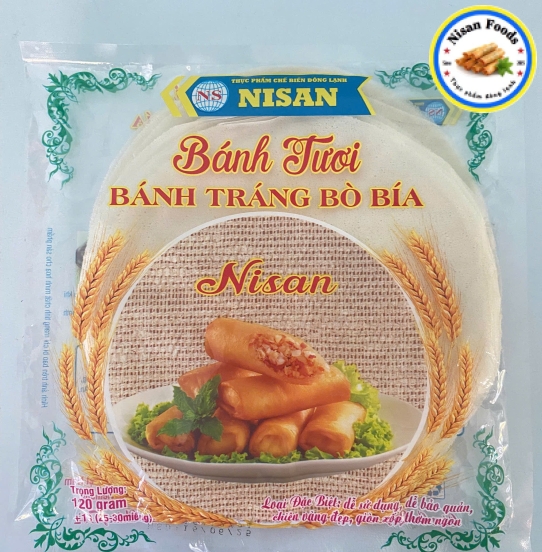 Nisan Foods
Thực phẩm đông lạnh
THỰC PHẨM CHẾ BIẾN ĐÔNG LẠNH
NS
NISAN
Bánh Tươi
BÁNH TRÁNG BÒ BÍA
Nisan
Trọng Lượng:
120 gram
Loại Đặc Biệt: dễ sử dụng, dễ bảo quản,
chiên vàng đẹp, giòn xốp thơm ngon